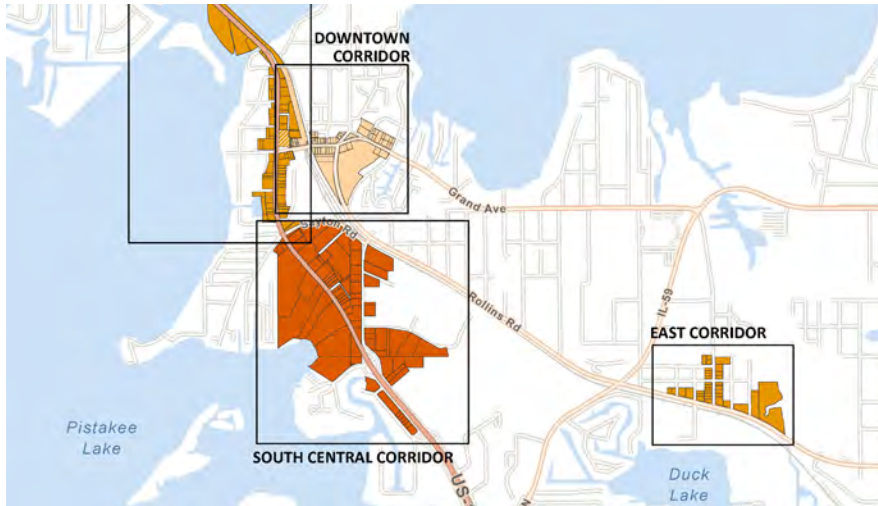 DOWNTOWN
CORRIDOR
Grand Ave
Dayton Rd
Rollins Rd
IL-59
EAST CORRIDOR
Pistakee
Lake
SOUTH CENTRAL CORRIDOR
US-
Duck
Lake